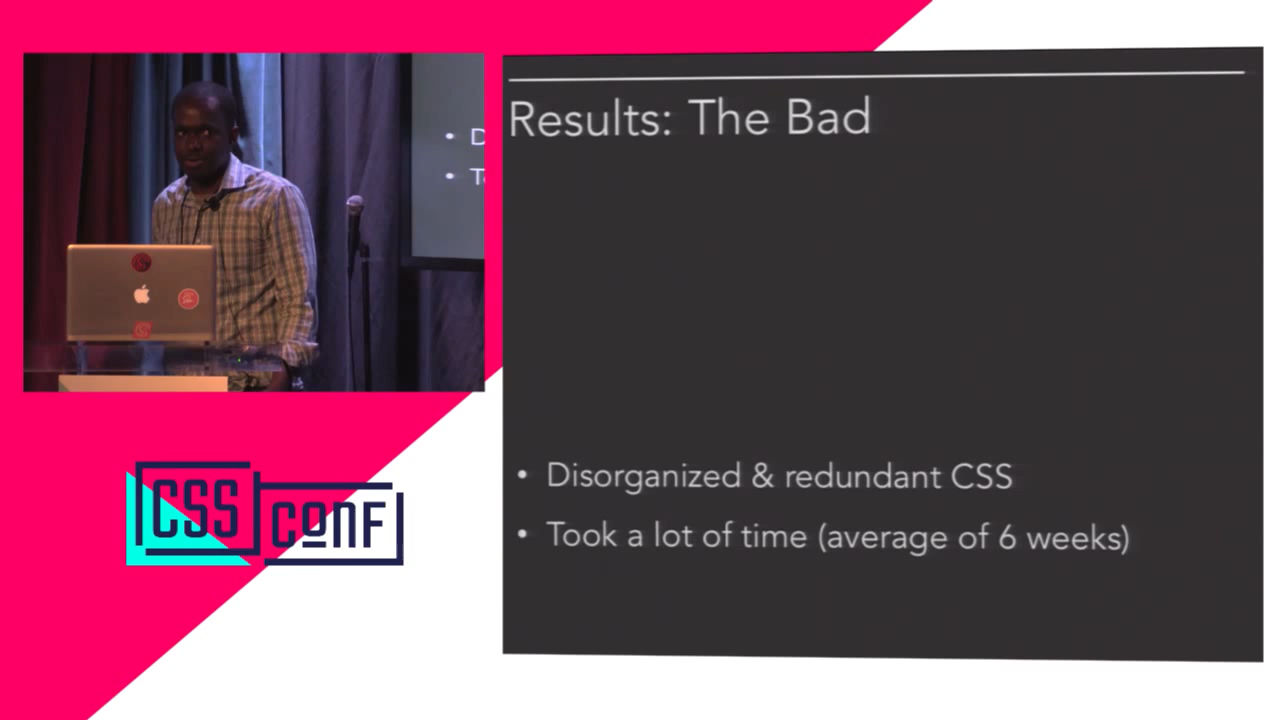 • D
• T
Results: The Bad
• Disorganized & redundant CSS
• Took a lot of time (average of 6 weeks)
CSS
CONF